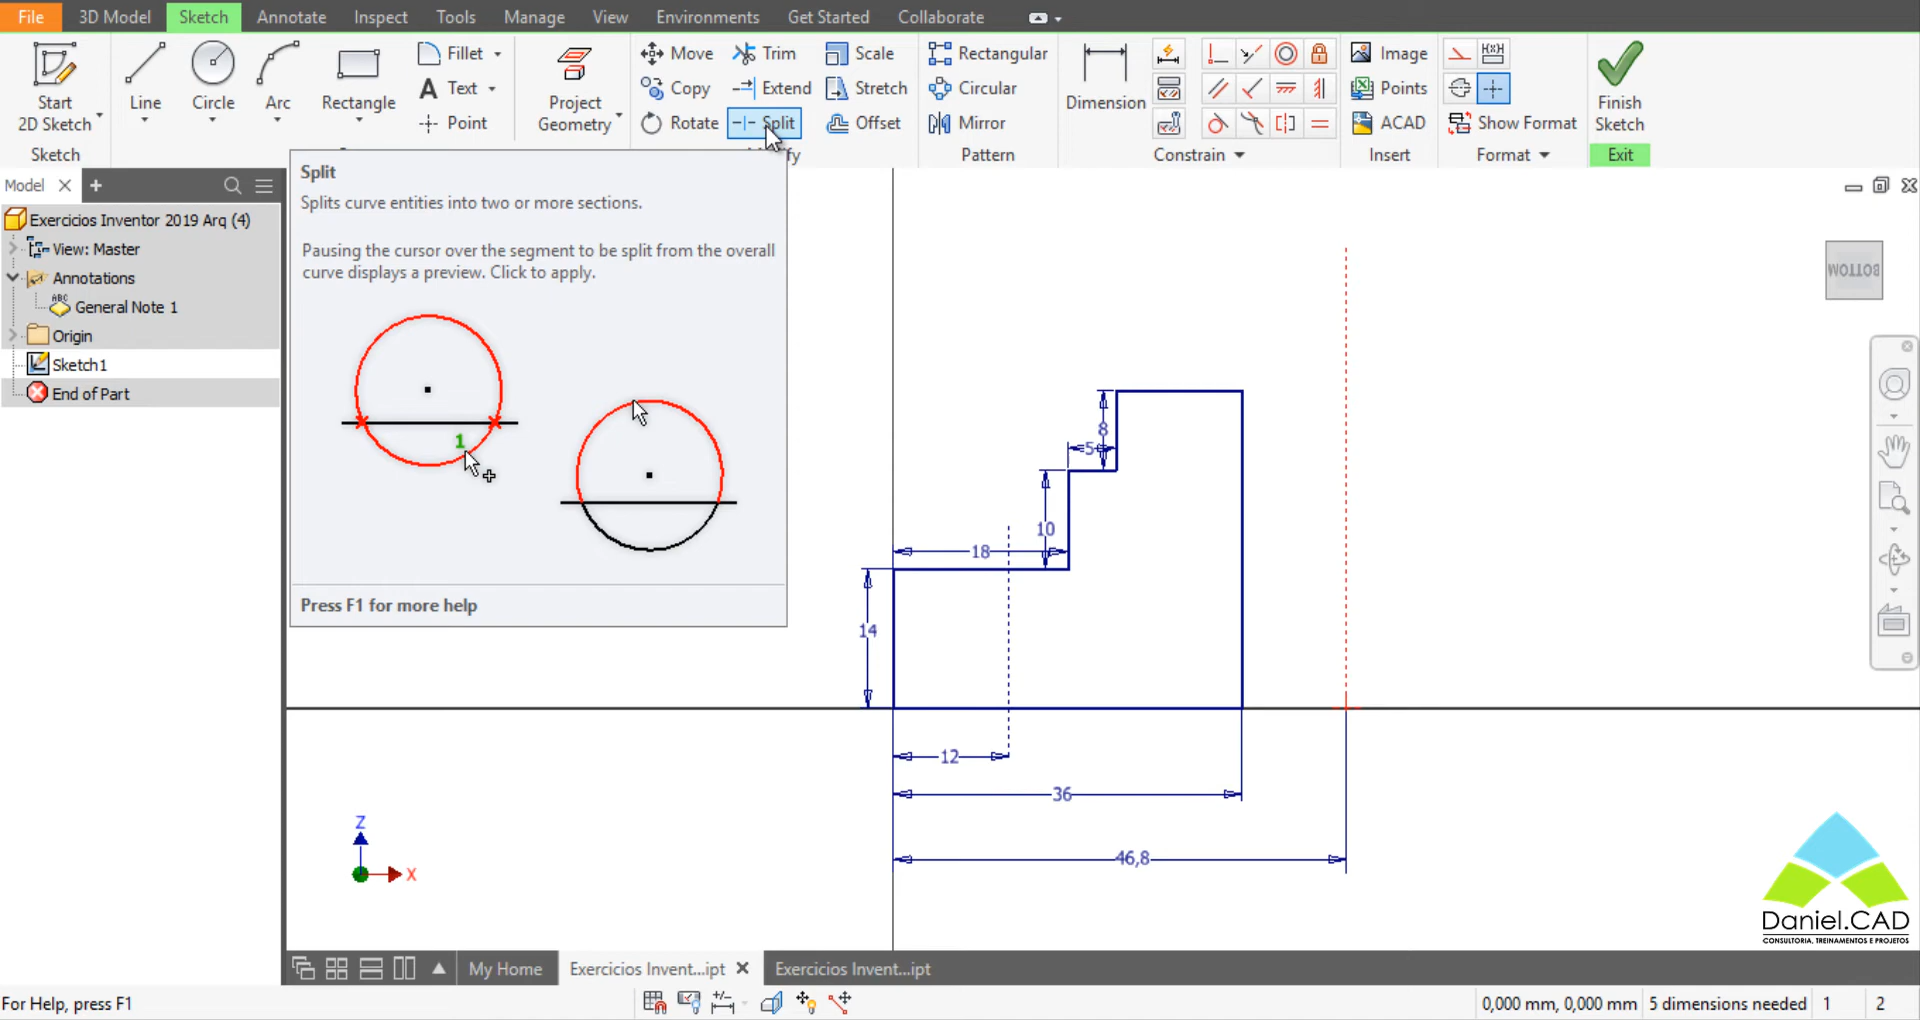 File 3D Model Sketch Annotate Inspect Tools Manage View Environments Get Started Collaborate
Start
2D Sketch
Sketch
Line
Circle
Arc
Rectangle
Fillet
A Text
Point
Project
Geometry
Move
Copy
Rotate
Trim
Extend
Split
Scale
Stretch
Offset
Rectangular
Circular
Mirror
Pattern
Dimension
Constrain
Image
Points
ACAD
Insert
Show Format
Format
Finish
Sketch
Exit
Model
Exercicios Inventor 2019 Arq (4)
View: Master
Annotations
ABC
General Note 1
Origin
Sketch1
End of Part
Split
Splits curve entities into two or more sections.
Pausing the cursor over the segment to be split from the overall
curve displays a preview. Click to apply.
1
Press F1 for more help
BOTTOM
8
5
10
18
14
12
36
46,8
Z
X
Daniel.CAD
CONSULTORIA, TREINAMENTOS E PROJETOS
My Home Exercicios Invent...ipt Exercicios Invent...ipt
For Help, press F1
0,000 mm, 0,000 mm 5 dimensions needed 1 2